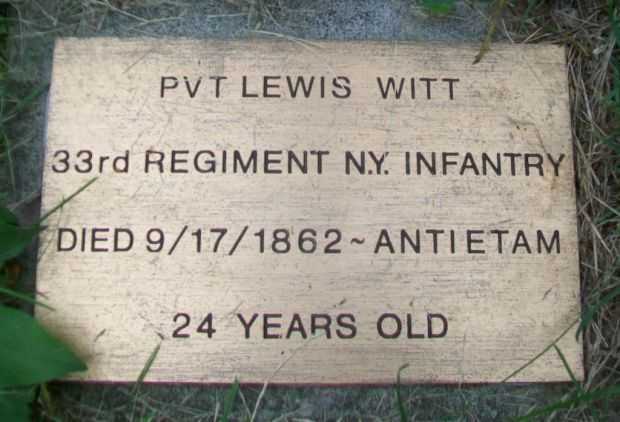 PVT LEWIS WITT
33rd REGIMENT N.Y. INFANTRY
DIED 9/17/1862 ~ ANTIETAM
24 YEARS OLD